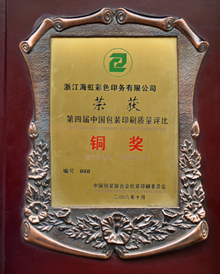 浙江海虹彩色印务有限公司
荣获
第四届中国包装印刷质量评比
铜奖
编号 080
中国包装联合会包装印刷委员会
二〇〇六年十月